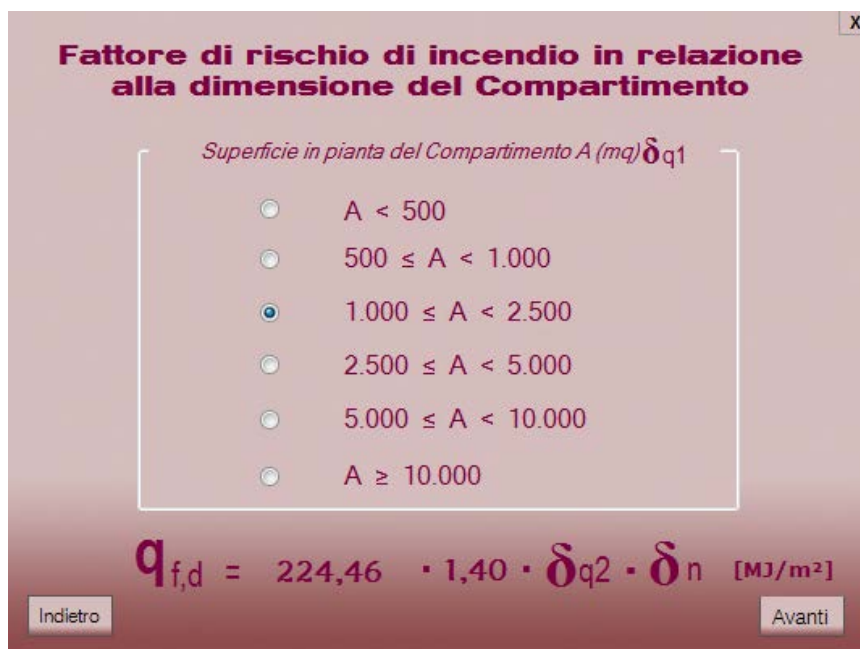 X
Fattore di rischio di incendio in relazione
alla dimensione del Compartimento
Superficie in pianta del Compartimento A (mq) δq1
A < 500
500 ≤ A < 1.000
1.000 ≤ A < 2.500
2.500 ≤ A < 5.000
5.000 ≤ A < 10.000
A ≥ 10.000
qf,d = 224,46 · 1,40 · δq2 · δn [MJ/m²]
Indietro
Avanti